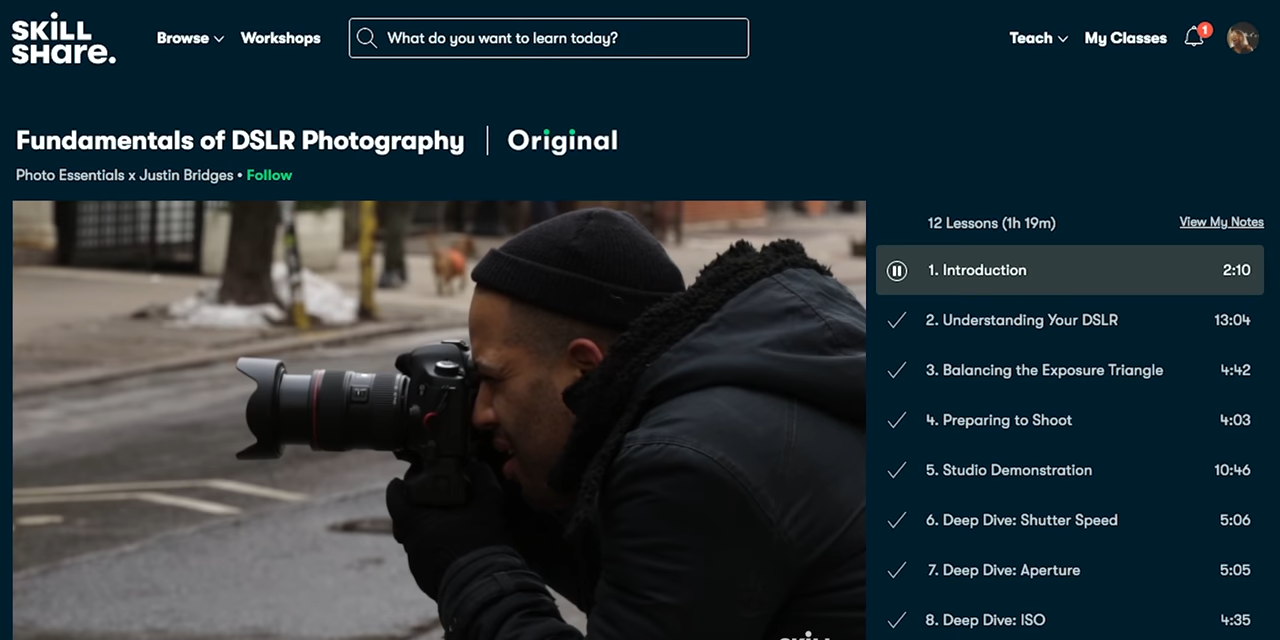 SKiLL
SHare.
Browse
Workshops
What do you want to learn today?
Teach
My Classes
1
Fundamentals of DSLR Photography | Original
Photo Essentials x Justin Bridges • Follow
12 Lessons (1h 19m)
View My Notes
1. Introduction 2:10
2. Understanding Your DSLR 13:04
3. Balancing the Exposure Triangle 4:42
4. Preparing to Shoot 4:03
5. Studio Demonstration 10:46
6. Deep Dive: Shutter Speed 5:06
7. Deep Dive: Aperture 5:05
8. Deep Dive: ISO 4:35